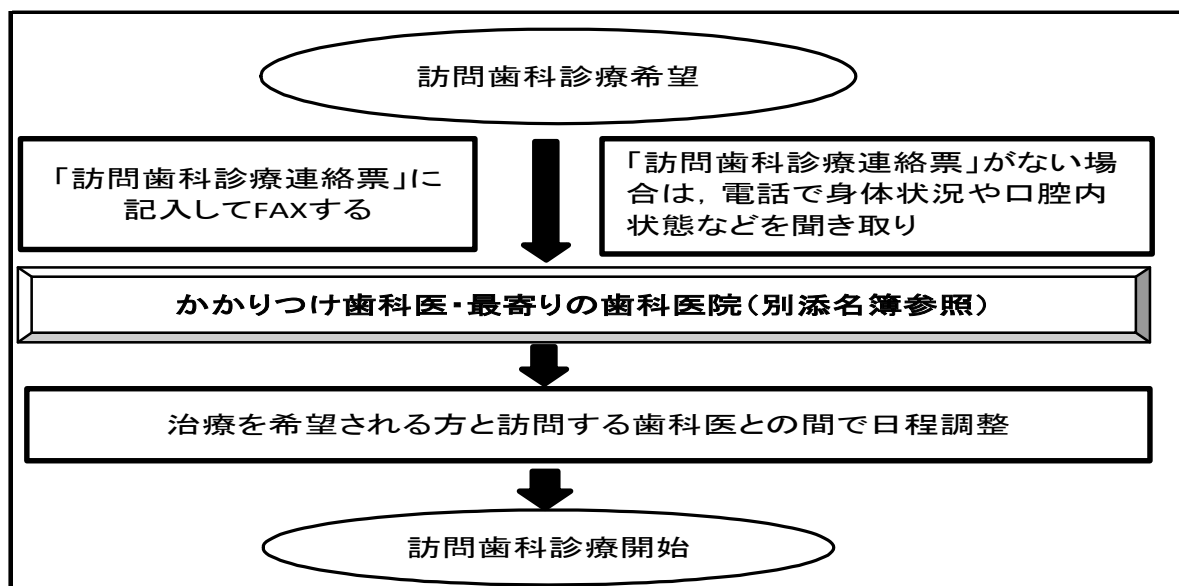 訪問歯科診療希望
「訪問歯科診療連絡票」に
記入してFAXする
「訪問歯科診療連絡票」がない場
合は，電話で身体状況や口腔内
状態などを聞き取り
かかりつけ歯科医・最寄りの歯科医院（別添名簿参照）
治療を希望される方と訪問する歯科医との間で日程調整
訪問歯科診療開始